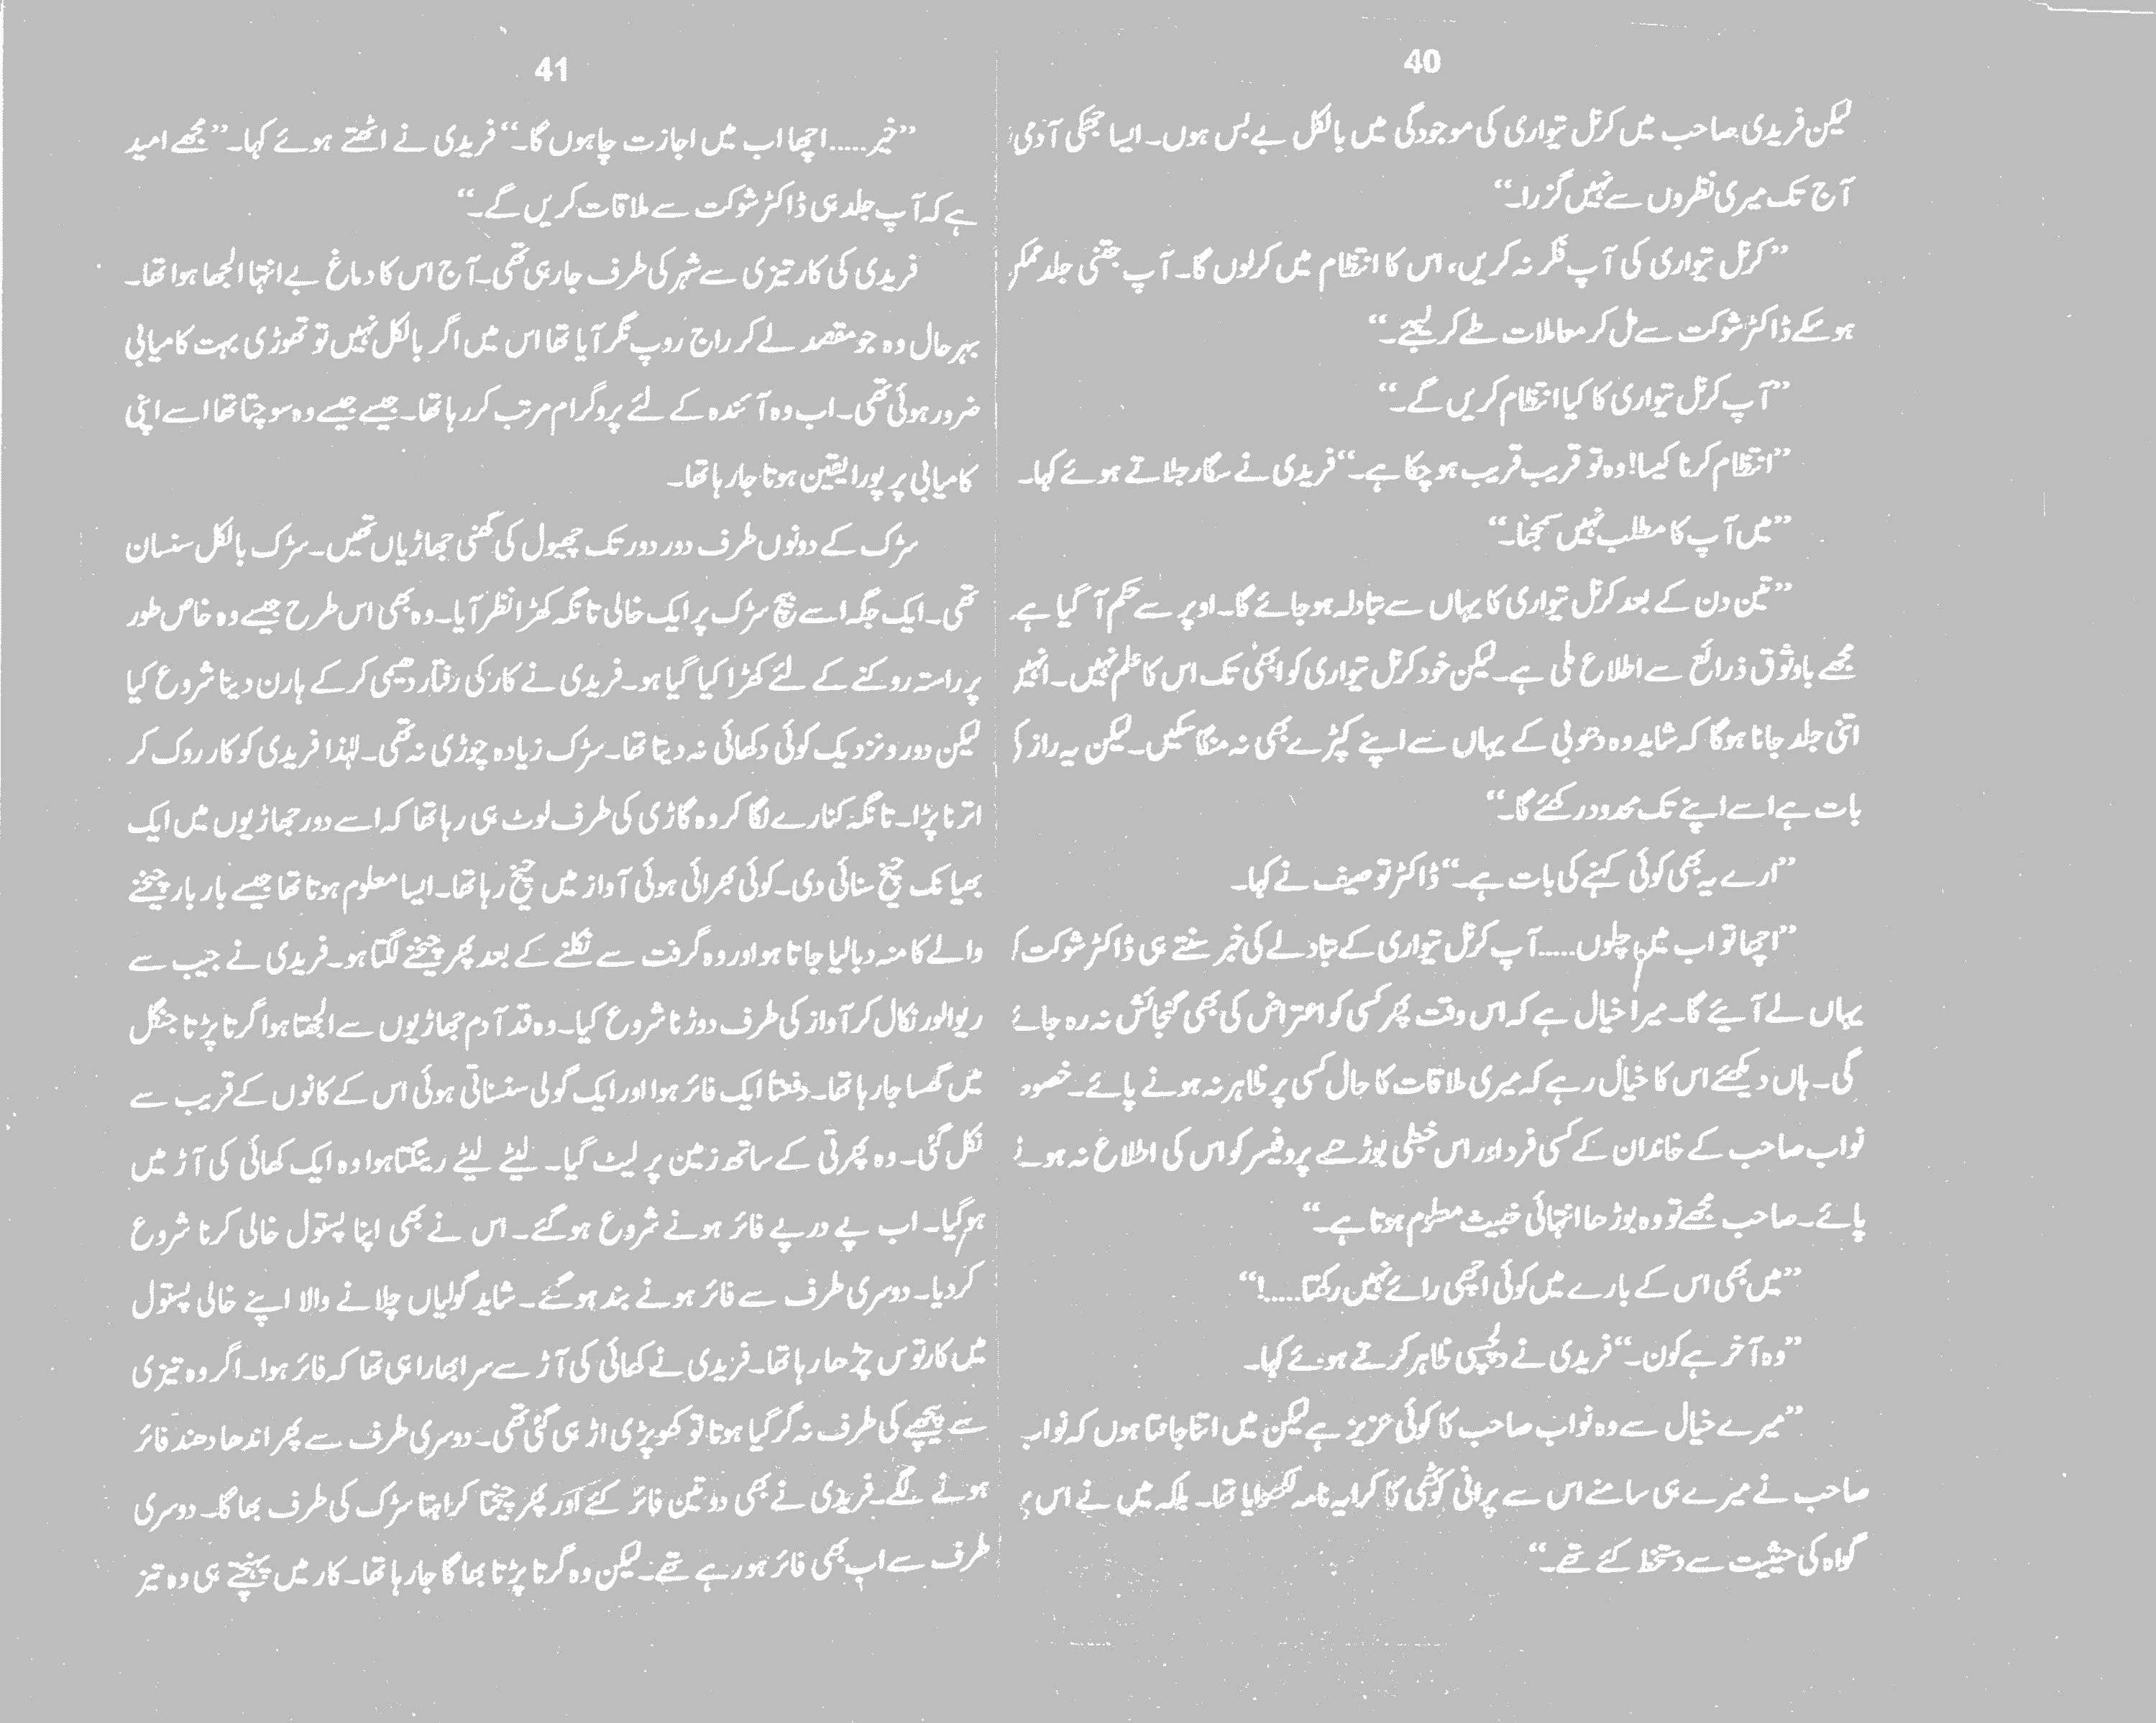 40
لیکن فریدی صاحب میں کرنل تیواری کی موجودگی میں بالکل بے بس ہوں۔ ایسا جھکی آدمی
آج تک میری نظروں سے نہیں گزرا۔“
”کرنل تیواری کی آپ فکر نہ کریں، اس کا انتظام میں کرلوں گا۔ آپ جتنی جلد ممکن
ہوسکے ڈاکٹر شوکت سے مل کر معاملات طے کر لیجئے۔“
”آپ کرنل تیواری کا کیا انتظام کریں گے۔“
”انتظام کرنا کیسا! وہ تو قریب قریب ہوچکا ہے۔“ فریدی نے سگار جلاتے ہوئے کہا۔
”میں آپ کا مطلب نہیں سمجھا۔“
”تین دن کے بعد کرنل تیواری کا یہاں سے تبادلہ ہوجائے گا۔ اوپر سے حکم آگیا ہے
مجھے باوثوق ذرائع سے اطلاع ملی ہے۔ لیکن خود کرنل تیواری کو ابھی تک اس کا علم نہیں۔ انہیں
اتنی جلد جانا ہوگا کہ شاید وہ دھوبی کے یہاں سے اپنے کپڑے بھی نہ منگا سکیں۔ لیکن یہ راز کی
بات ہے اسے اپنے تک محدود رکھئے گا۔“
”ارے یہ بھی کوئی کہنے کی بات ہے۔“ ڈاکٹر توصیف نے کہا۔
”اچھا تو اب میں چلوں.....آپ کرنل تیواری کے تبادلے کی خبر سنتے ہی ڈاکٹر شوکت کو
یہاں لے آیئے گا۔ میرا خیال ہے کہ اس وقت پھر کسی کو اعتراض کی بھی گنجائش نہ رہ جائے
گی۔ ہاں دیکھئے اس کا خیال رہے کہ میری ملاقات کا حال کسی پر ظاہر نہ ہونے پائے۔ خصوصاً
نواب صاحب کے خاندان کے کسی فرد اور اس خبطی بوڑھے پروفیسر کو اس کی اطلاع نہ ہونے
پائے۔ صاحب مجھے تو وہ بوڑھا انتہائی خبیث معلوم ہوتا ہے۔“
”میں بھی اس کے بارے میں کوئی اچھی رائے نہیں رکھتا.....!“
”وہ آخر ہے کون۔“ فریدی نے دلچسپی ظاہر کرتے ہوئے کہا۔
”میرے خیال سے وہ نواب صاحب کا کوئی عزیز ہے لیکن میں اتنا جانتا ہوں کہ نواب
صاحب نے میرے ہی سامنے اس سے پرانی کوٹھی کا کرایہ نامہ لکھوایا تھا۔ بلکہ میں نے اس پر
گواہ کی حیثیت سے دستخط کئے تھے۔“
41
”خیر.....اچھا اب میں اجازت چاہوں گا۔“ فریدی نے اٹھتے ہوئے کہا۔ ”مجھے امید
ہے کہ آپ جلد ہی ڈاکٹر شوکت سے ملاقات کریں گے۔“
فریدی کی کار تیزی سے شہر کی طرف جارہی تھی۔ آج اس کا دماغ بے انتہا الجھا ہوا تھا۔
بہرحال وہ جو مقصد لے کر راج روپ نگر آیا تھا اس میں اگر بالکل نہیں تو تھوڑی بہت کامیابی
ضرور ہوئی تھی۔ اب وہ آئندہ کے لئے پروگرام مرتب کررہا تھا۔ جیسے جیسے وہ سوچتا تھا اسے اپنی
کامیابی پر پورا یقین ہوتا جارہا تھا۔
سڑک کے دونوں طرف دور دور تک چھیول کی گھنی جھاڑیاں تھیں۔ سڑک بالکل سنسان
تھی۔ ایک جگہ اسے بیچ سڑک پر ایک خالی تانگہ کھڑا نظر آیا۔ وہ بھی اس طرح جیسے وہ خاص طور
پر راستہ روکنے کے لئے کھڑا کیا گیا ہو۔ فریدی نے کار کی رفتار دھیمی کرکے ہارن دینا شروع کیا
لیکن دور و نزدیک کوئی دکھائی نہ دیتا تھا۔ سڑک زیادہ چوڑی نہ تھی۔ لہٰذا فریدی کو کار روک کر
اترنا پڑا۔ تانگہ کنارے لگا کر وہ گاڑی کی طرف لوٹ ہی رہا تھا کہ اسے دور جھاڑیوں میں ایک
بھیانک چیخ سنائی دی۔ کوئی بھرائی ہوئی آواز میں چیخ رہا تھا۔ ایسا معلوم ہوتا تھا جیسے بار بار چیخنے
والے کا منہ دبالیا جاتا ہو اور وہ گرفت سے نکلنے کے بعد پھر چیخنے لگتا ہو۔ فریدی نے جیب سے
ریوالور نکال کر آواز کی طرف دوڑنا شروع کیا۔ وہ قد آدم جھاڑیوں سے الجھتا ہوا گرتا پڑتا جنگل
میں گھسا جارہا تھا۔ دفعتاً ایک فائر ہوا اور ایک گولی سنسناتی ہوئی اس کے کانوں کے قریب سے
نکل گئی۔ وہ پھرتی کے ساتھ زمین پر لیٹ گیا۔ لیٹے لیٹے رینگتا ہوا وہ ایک کھائی کی آڑ میں
ہوگیا۔ اب پے درپے فائر ہونے شروع ہوگئے۔ اس نے بھی اپنا پستول خالی کرنا شروع
کردیا۔ دوسری طرف سے فائر ہونے بند ہوگئے۔ شاید گولیاں چلانے والا اپنے خالی پستول
میں کارتوس چڑھا رہا تھا۔ فریدی نے کھائی کی آڑ سے سر ابھارا ہی تھا کہ فائر ہوا۔ اگر وہ تیزی
سے پیچھے کی طرف نہ گر گیا ہوتا تو کھوپڑی اڑ ہی گئی تھی۔ دوسری طرف سے پھر اندھا دھند فائر
ہونے لگے۔ فریدی نے بھی دو تین فائر کئے اور پھر چیختا کراہتا سڑک کی طرف بھاگا۔ دوسری
طرف سے اب بھی فائر ہورہے تھے۔ لیکن وہ گرتا پڑتا بھاگا جارہا تھا۔ کار میں پہنچتے ہی وہ تیز